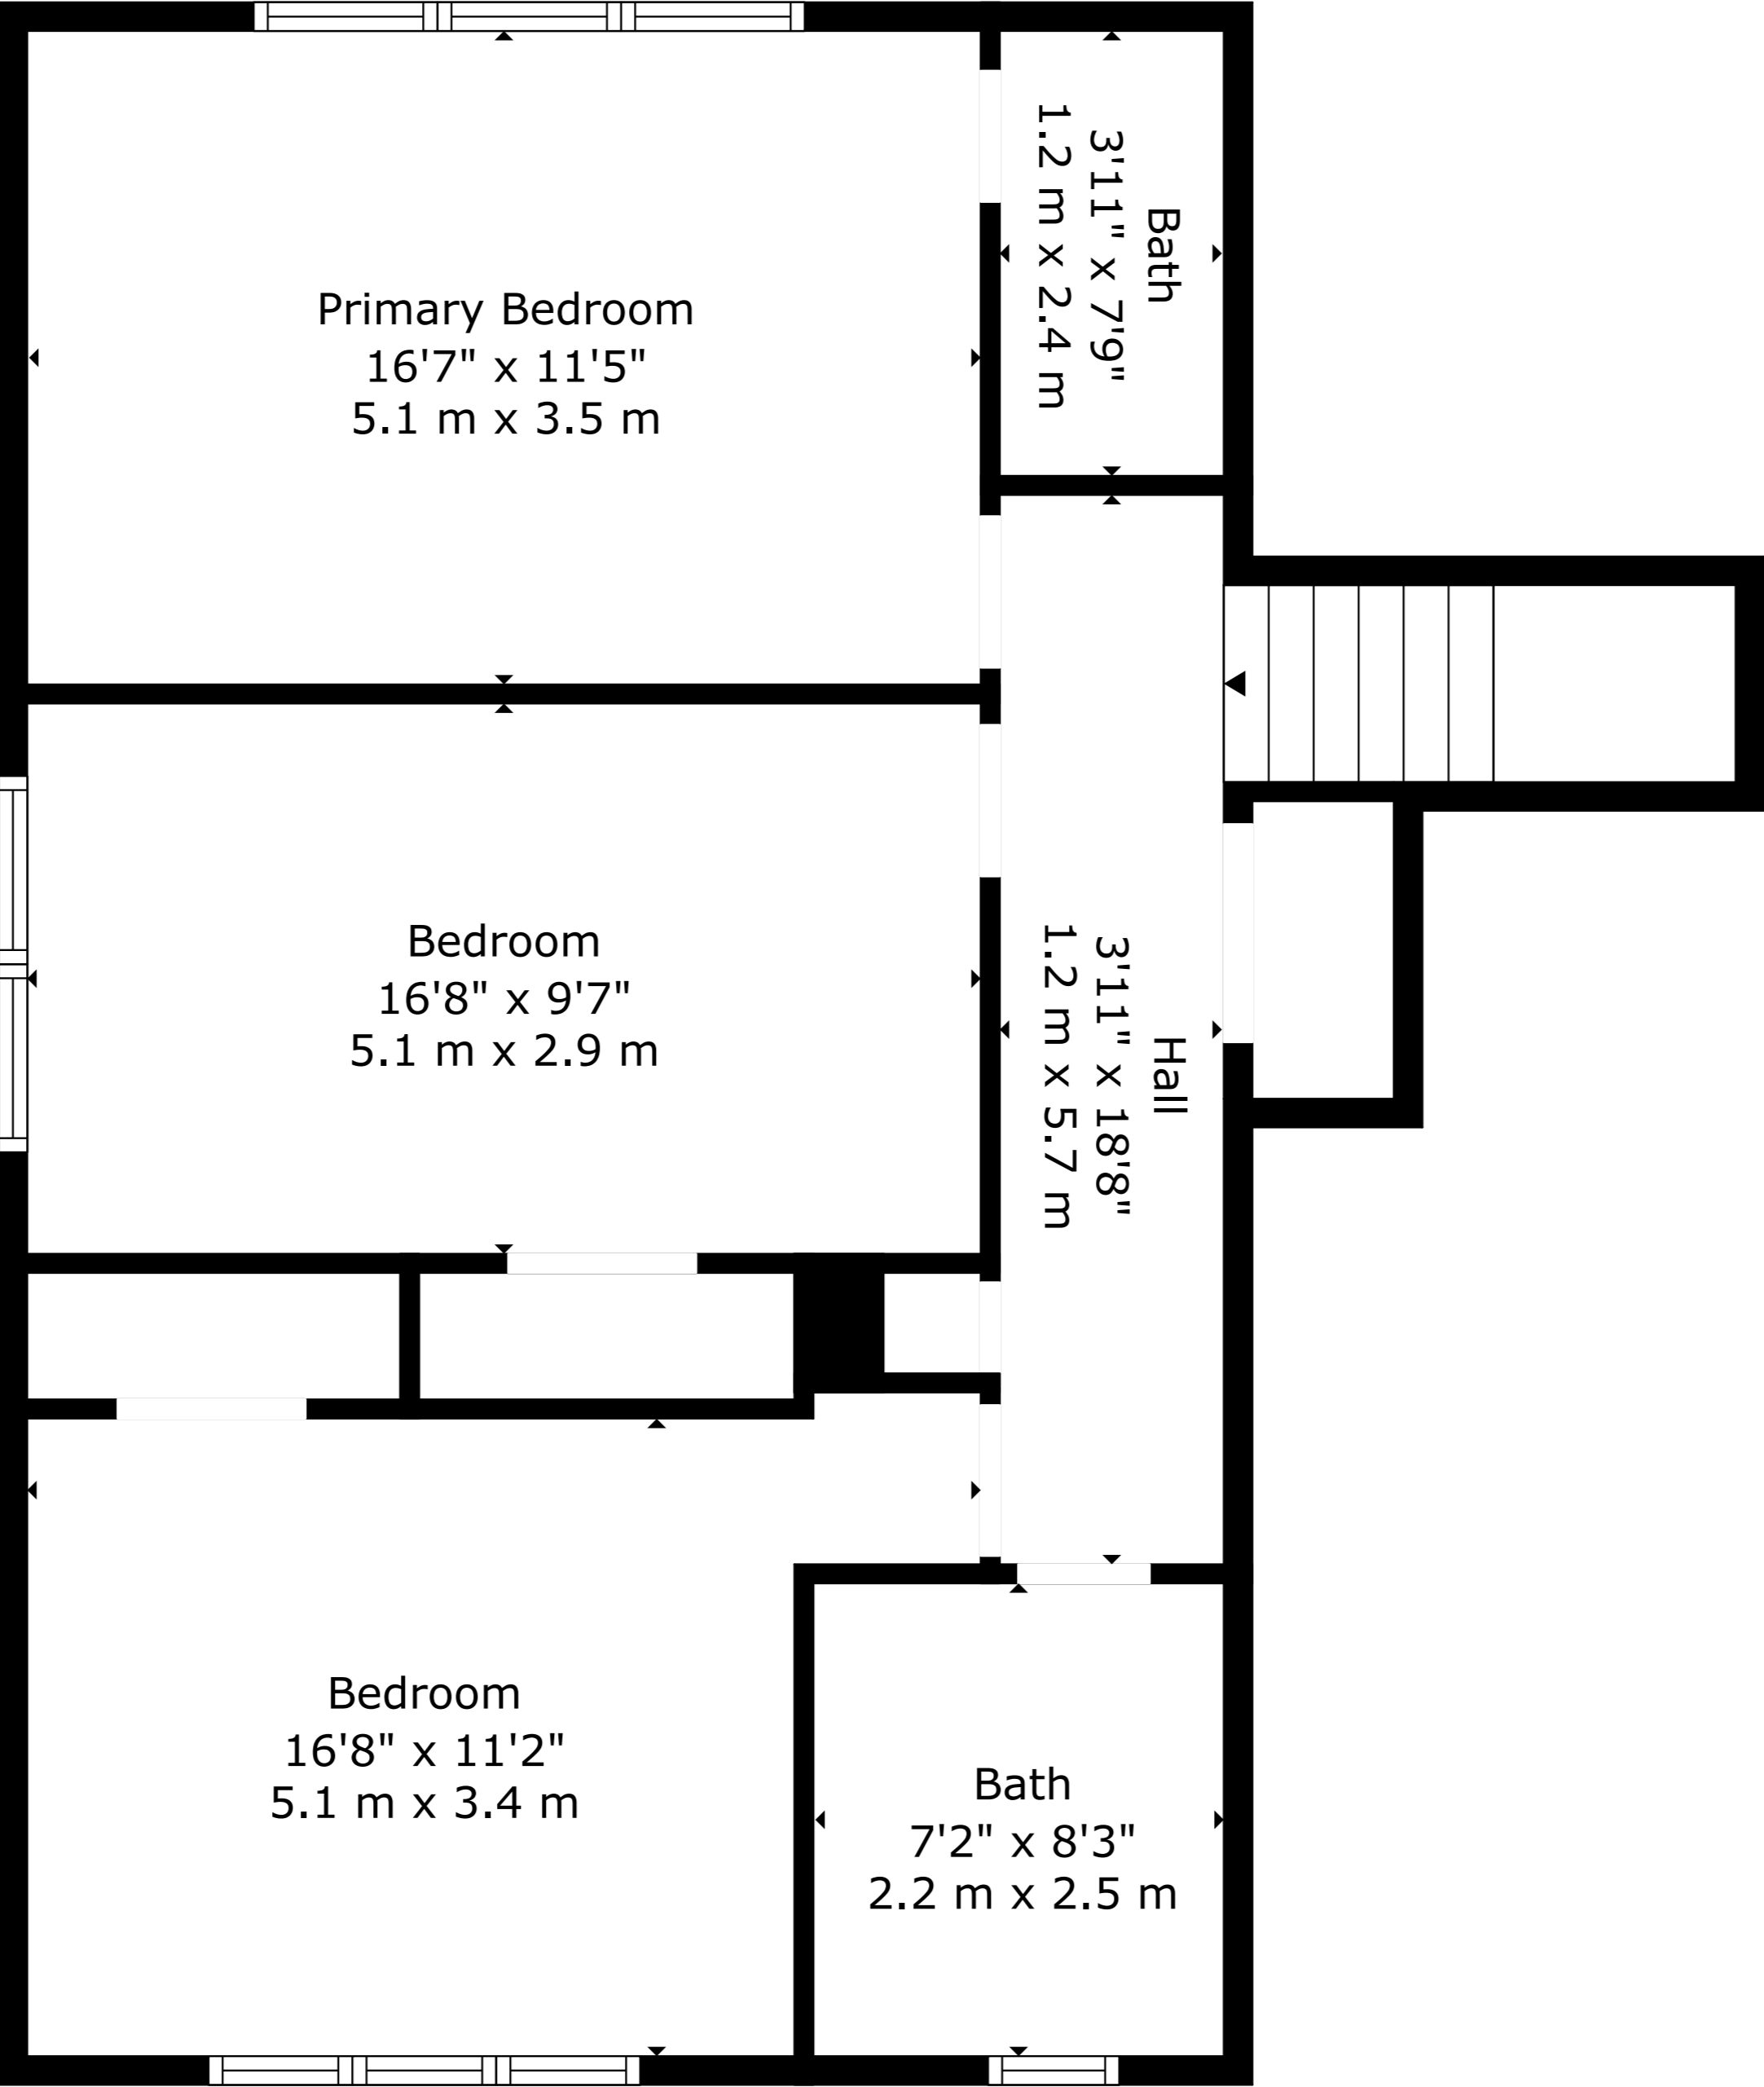 Primary Bedroom
16'7" x 11'5"
5.1 m x 3.5 m
Bath
3'11" x 7'9"
1.2 m x 2.4 m
Bedroom
16'8" x 9'7"
5.1 m x 2.9 m
Hall
3'11" x 18'8"
1.2 m x 5.7 m
Bedroom
16'8" x 11'2"
5.1 m x 3.4 m
Bath
7'2" x 8'3"
2.2 m x 2.5 m